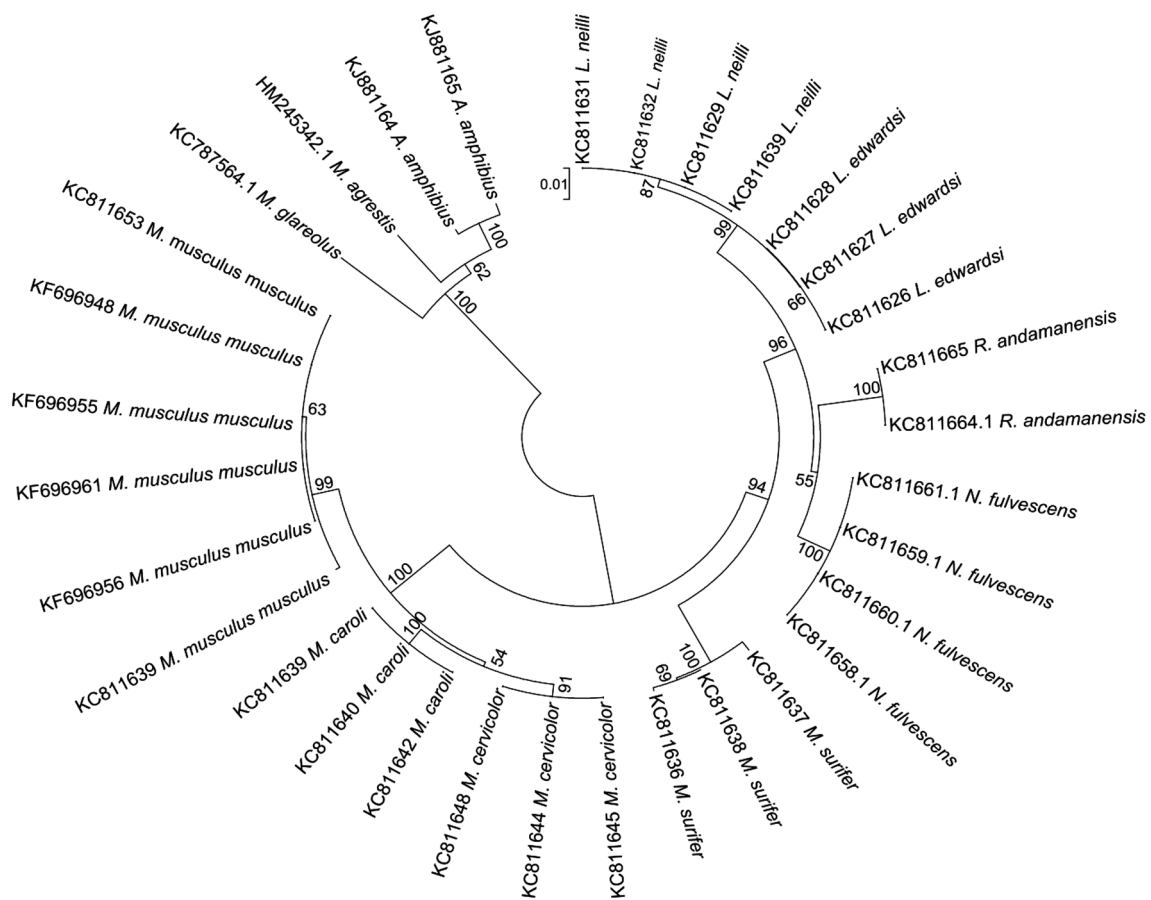 KC811631 L. neilli
KC811632 L. neilli
KC811629 L. neilli
KC811639 L. neilli
KC811628 L. edwardsi
KC811627 L. edwardsi
KC811626 L. edwardsi
KC811665 R. andamanensis
KC811664.1 R. andamanensis
KC811661.1 N. fulvescens
KC811659.1 N. fulvescens
KC811660.1 N. fulvescens
KC811658.1 N. fulvescens
KC811637 M. surifer
KC811638 M. surifer
KC811636 M. surifer
KC811645 M. cervicolor
KC811644 M. cervicolor
KC811648 M. cervicolor
KC811642 M. caroli
KC811640 M. caroli
KC811639 M. caroli
KC811639 M. musculus musculus
KF696956 M. musculus musculus
KF696961 M. musculus musculus
KF696955 M. musculus musculus
KF696948 M. musculus musculus
KC811653 M. musculus musculus
KC787564.1 M. glareolus
HM245342.1 M. agrestis
KJ881164 A. amphibius
KJ881165 A. amphibius
0.01
87
99
66
96
100
55
100
94
100
69
91
54
100
100
99
63
100
62
100